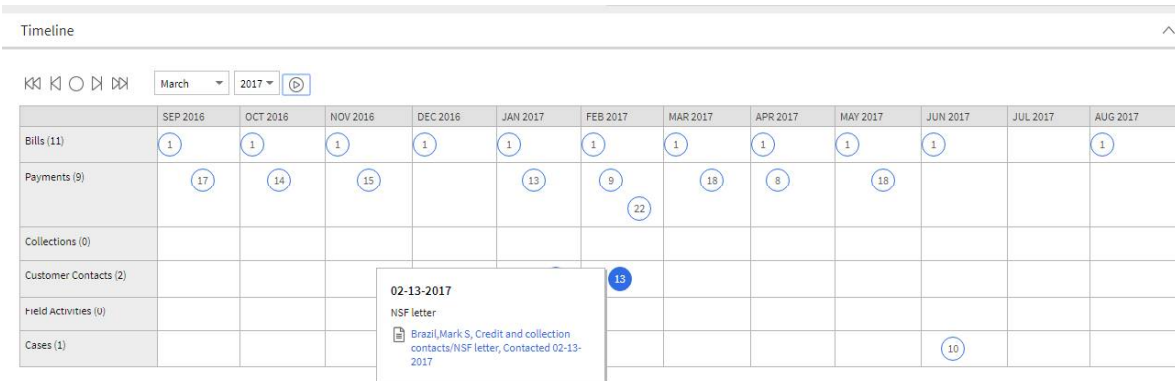 Timeline
March 2017
SEP 2016 OCT 2016 NOV 2016 DEC 2016 JAN 2017 FEB 2017 MAR 2017 APR 2017 MAY 2017 JUN 2017 JUL 2017 AUG 2017
Bills (11) 1 1 1 1 1 1 1 1 1 1 1
Payments (9) 17 14 15 13 9 18 8 18
22
Collections (0)
Customer Contacts (2) 13
02-13-2017
NSF letter
Field Activities (0)
Brazil,Mark S, Credit and collection
contacts/NSF letter, Contacted 02-13-
2017
Cases (1) 10